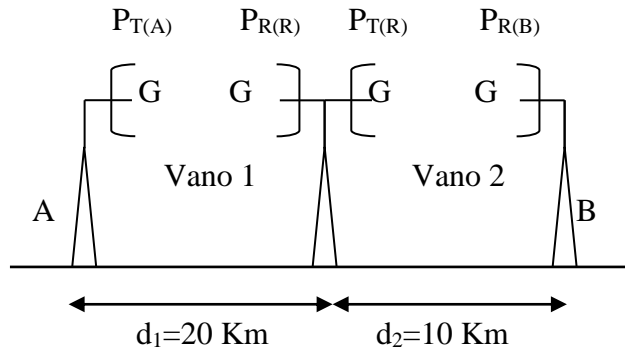 P_T(A) P_R(R) P_T(R) P_R(B)
G G G G
Vano 1 Vano 2
A B
d₁=20 Km d₂=10 Km